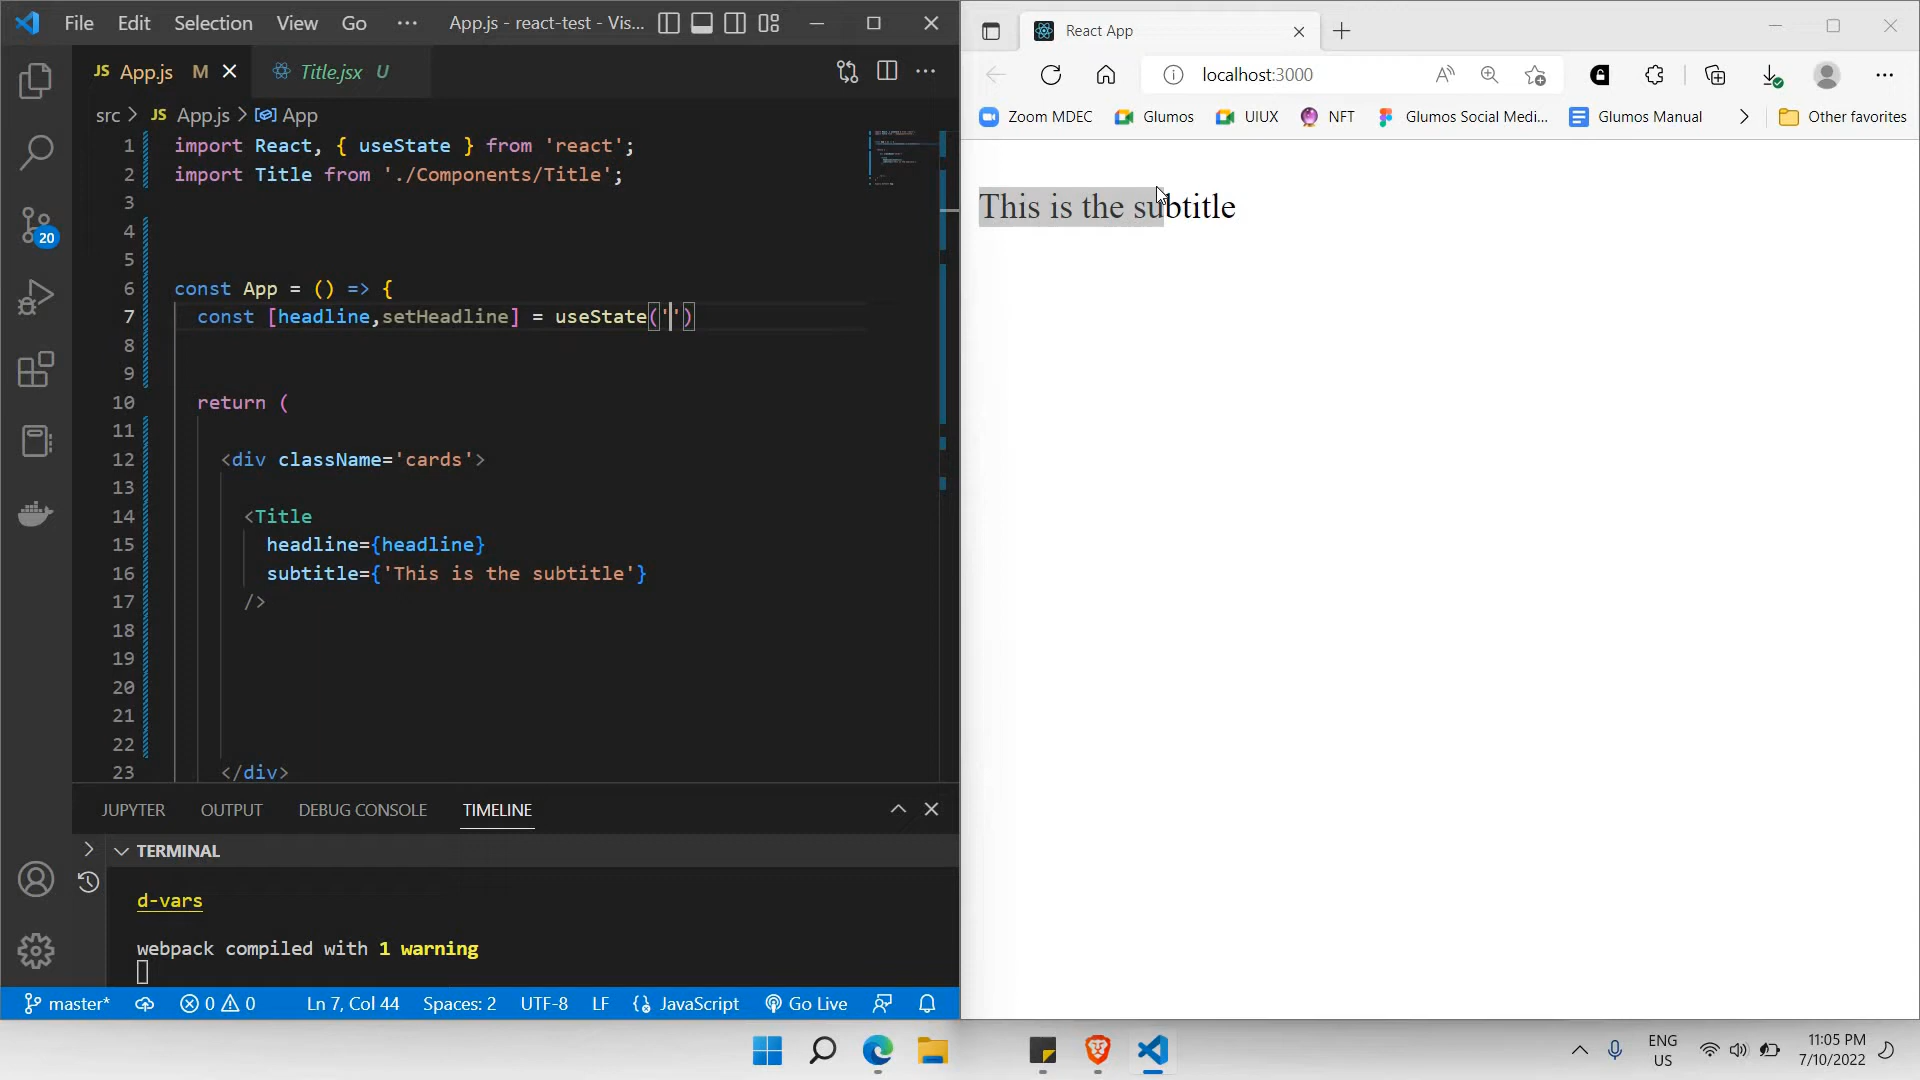 File Edit Selection View Go ··· App.js - react-test - Vis...
JS App.js M Title.jsx U
src > JS App.js > App
1 import React, { useState } from 'react';
2 import Title from './Components/Title';
3
4
5
6 const App = () => {
7 const [headline,setHeadline] = useState('')
8
9
10 return (
11
12 <div className='cards'>
13
14 <Title
15 headline={headline}
16 subtitle={'This is the subtitle'}
17 />
18
19
20
21
22
23 </div>
20
JUPYTER OUTPUT DEBUG CONSOLE TIMELINE
TERMINAL
d-vars
webpack compiled with 1 warning
master* 0 0 Ln 7, Col 44 Spaces: 2 UTF-8 LF JavaScript Go Live
React App
localhost:3000
Zoom MDEC Glumos UIUX NFT Glumos Social Medi... Glumos Manual Other favorites
This is the subtitle
ENG
US
11:05 PM
7/10/2022